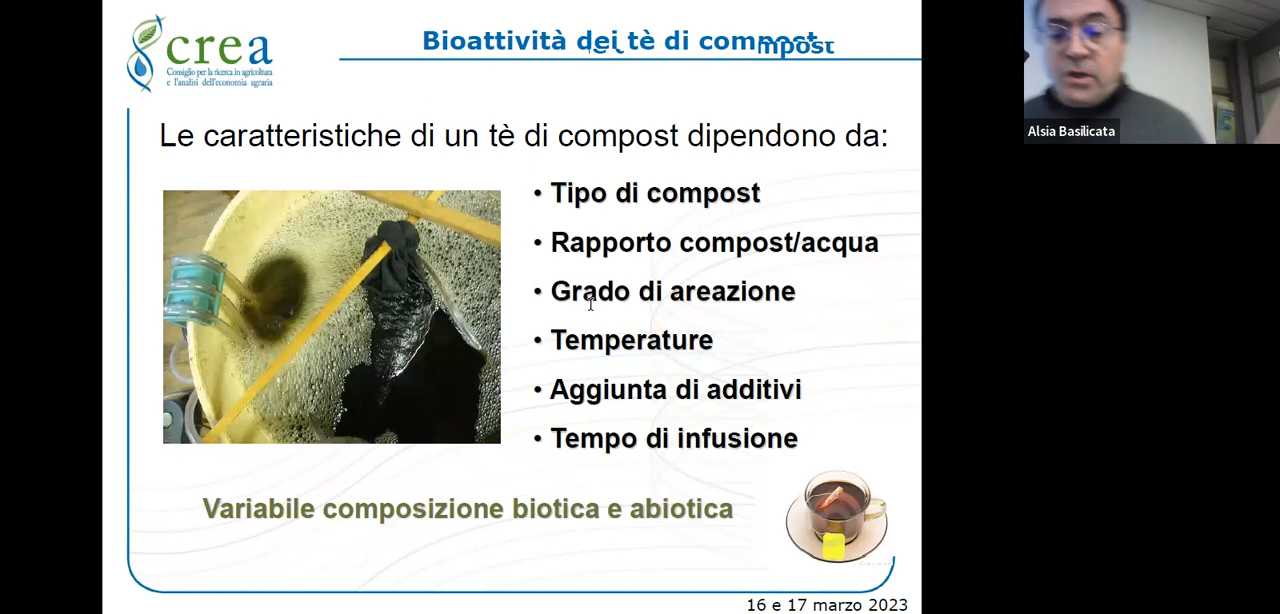 crea
Consiglio per la ricerca in agricoltura
e l'analisi dell'economia agraria
Bioattività dei tè di compost
Le caratteristiche di un tè di compost dipendono da:
• Tipo di compost
• Rapporto compost/acqua
• Grado di areazione
• Temperature
• Aggiunta di additivi
• Tempo di infusione
Variabile composizione biotica e abiotica
16 e 17 marzo 2023
Alsia Basilicata